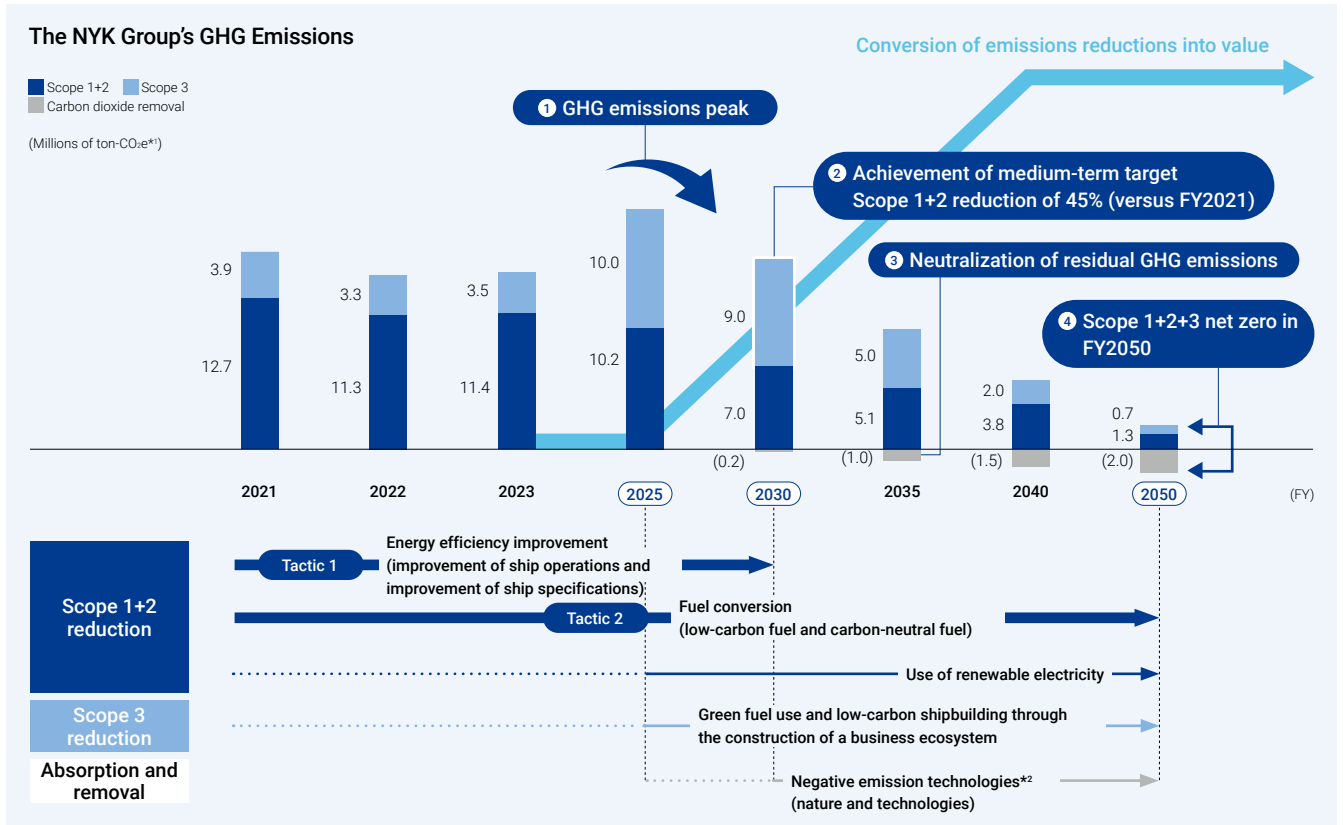 The NYK Group's GHG Emissions
Scope 1+2 Scope 3
Carbon dioxide removal
(Millions of ton-CO₂e*¹)
Conversion of emissions reductions into value
1 GHG emissions peak
2 Achievement of medium-term target
Scope 1+2 reduction of 45% (versus FY2021)
3 Neutralization of residual GHG emissions
4 Scope 1+2+3 net zero in
FY2050
3.9
12.7
3.3
11.3
3.5
11.4
10.0
10.2
9.0
7.0
(0.2)
5.0
5.1
(1.0)
2.0
3.8
(1.5)
0.7
1.3
(2.0)
2021 2022 2023 2025 2030 2035 2040 2050 (FY)
Scope 1+2
reduction
Tactic 1
Energy efficiency improvement
(improvement of ship operations and
improvement of ship specifications)
Tactic 2
Fuel conversion
(low-carbon fuel and carbon-neutral fuel)
Use of renewable electricity
Scope 3
reduction
Green fuel use and low-carbon shipbuilding through
the construction of a business ecosystem
Absorption and
removal
Negative emission technologies*²
(nature and technologies)